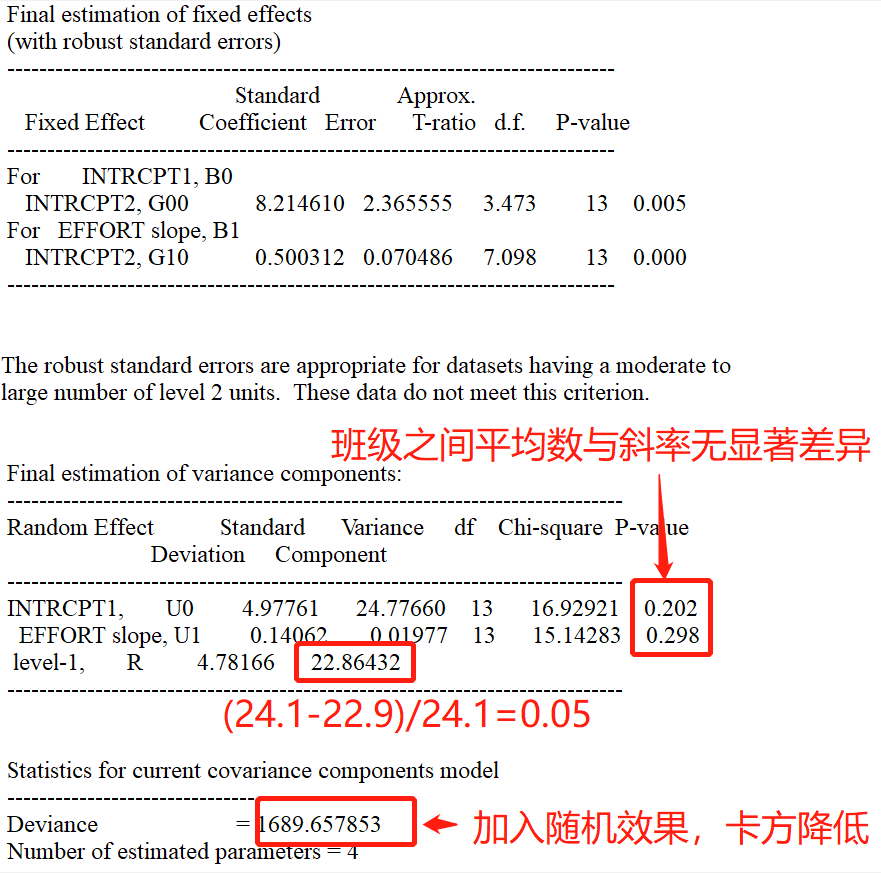 Final estimation of fixed effects
(with robust standard errors)
--------------------------------------------------------------------------------
Standard Approx.
Fixed Effect Coefficient Error T-ratio d.f. P-value
--------------------------------------------------------------------------------
For INTRCPT1, B0
INTRCPT2, G00 8.214610 2.365555 3.473 13 0.005
For EFFORT slope, B1
INTRCPT2, G10 0.500312 0.070486 7.098 13 0.000
--------------------------------------------------------------------------------
The robust standard errors are appropriate for datasets having a moderate to
large number of level 2 units. These data do not meet this criterion.
班级之间平均数与斜率无显著差异
Final estimation of variance components:
--------------------------------------------------------------------------------
Random Effect Standard Variance df Chi-square P-value
Deviation Component
--------------------------------------------------------------------------------
INTRCPT1, U0 4.97761 24.77660 13 16.92921 0.202
EFFORT slope, U1 0.14062 0.01977 13 15.14283 0.298
level-1, R 4.78166 22.86432
--------------------------------------------------------------------------------
(24.1-22.9)/24.1=0.05
Statistics for current covariance components model
--------------------------------------------------
Deviance = 1689.657853
加入随机效果，卡方降低
Number of estimated parameters = 4